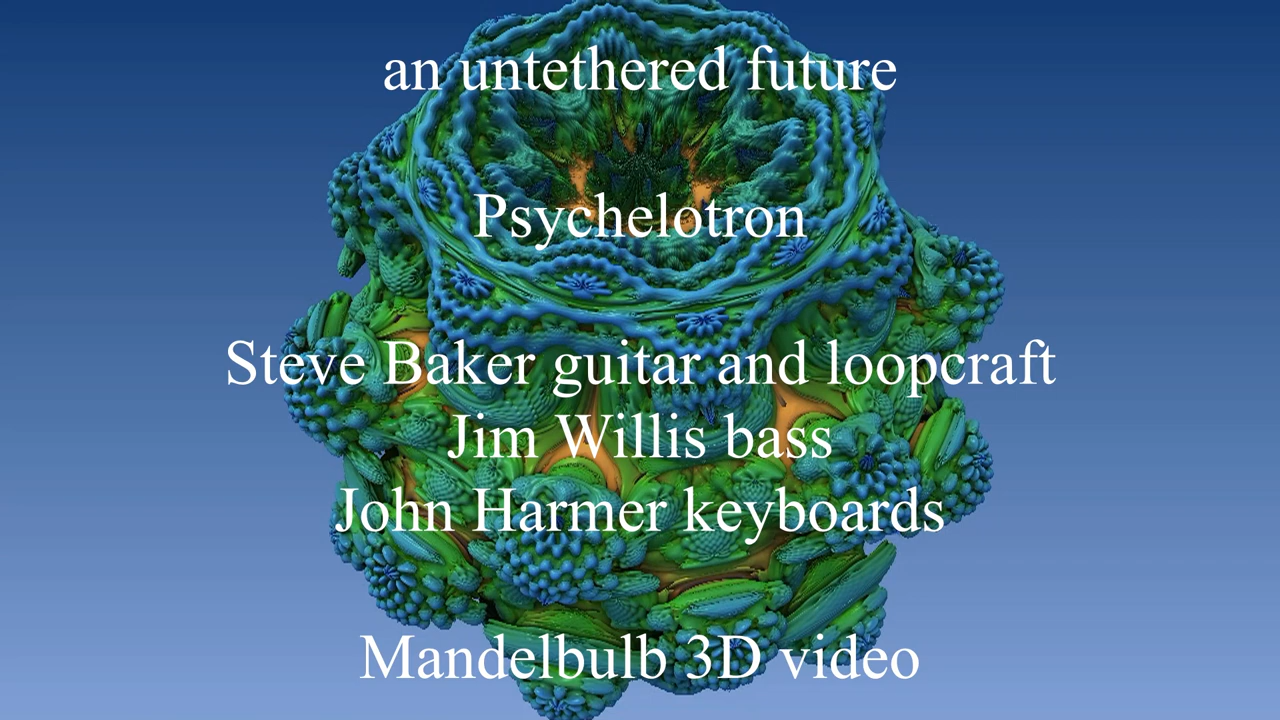 an untethered future
Psychelotron
Steve Baker guitar and loopcraft
Jim Willis bass
John Harmer keyboards
Mandelbulb 3D video